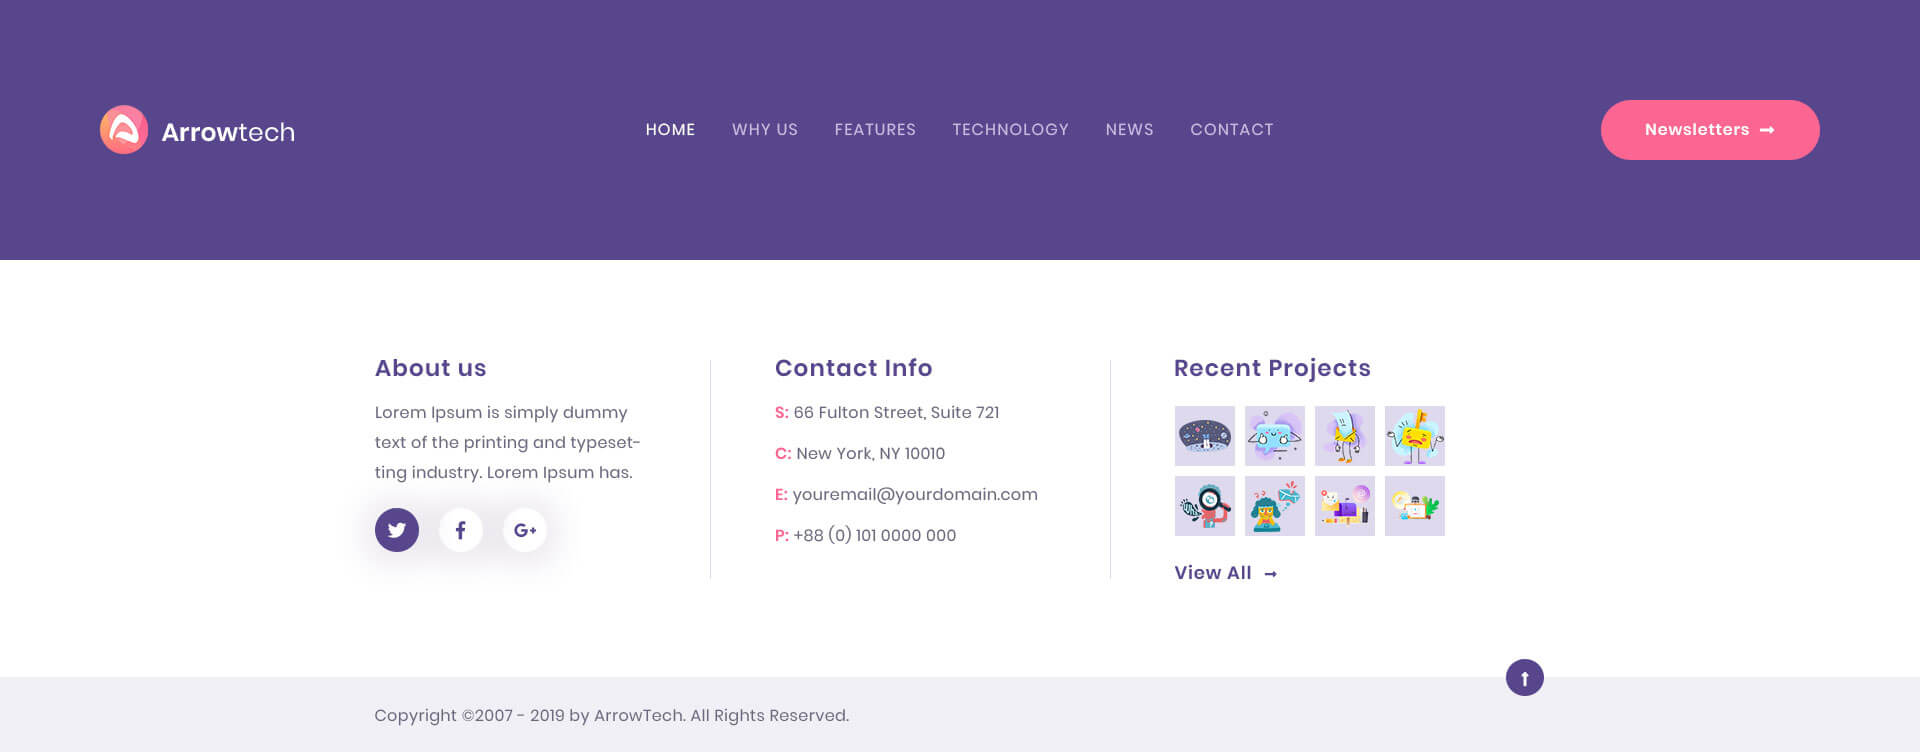 Arrowtech
HOME WHY US FEATURES TECHNOLOGY NEWS CONTACT
Newsletters
About us
Lorem Ipsum is simply dummy
text of the printing and typeset-
ting industry. Lorem Ipsum has.
Contact Info
S: 66 Fulton Street, Suite 721
C: New York, NY 10010
E: youremail@yourdomain.com
P: +88 (0) 101 0000 000
Recent Projects
View All
Copyright ©2007 - 2019 by ArrowTech. All Rights Reserved.